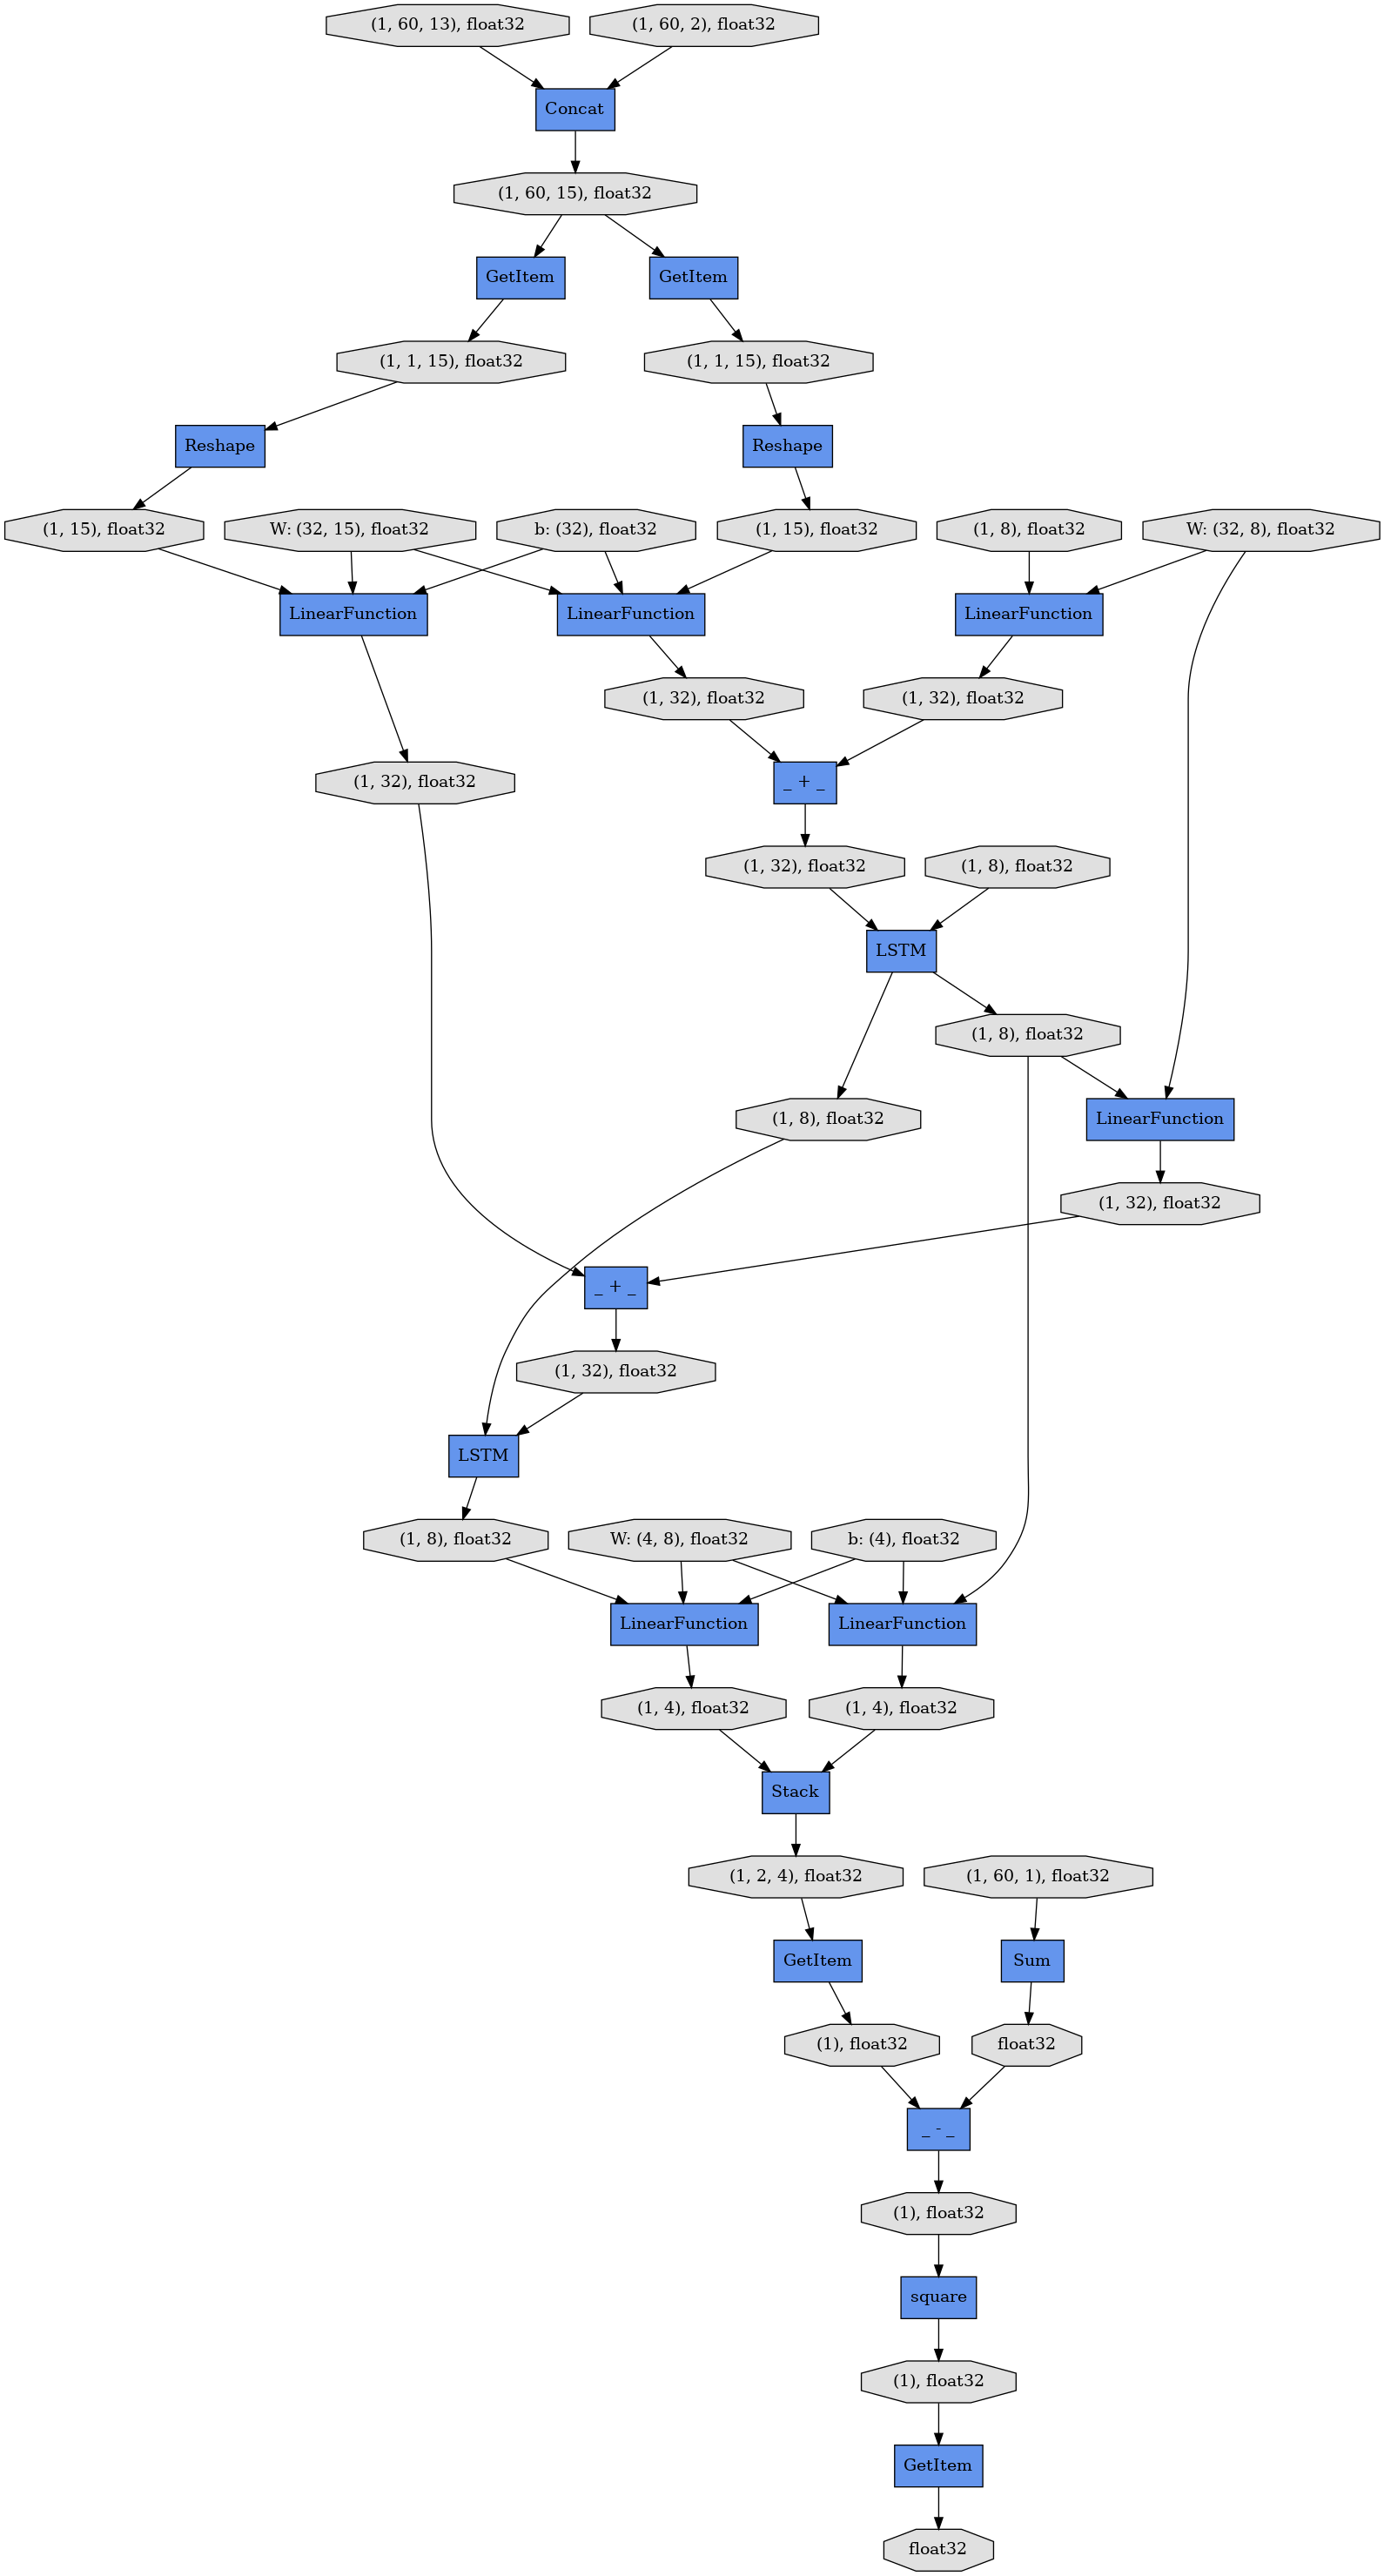 (1, 60, 13), float32
(1, 60, 2), float32
Concat
(1, 60, 15), float32
GetItem
GetItem
(1, 1, 15), float32
(1, 1, 15), float32
Reshape
Reshape
(1, 15), float32
W: (32, 15), float32
b: (32), float32
(1, 15), float32
(1, 8), float32
W: (32, 8), float32
LinearFunction
LinearFunction
LinearFunction
(1, 32), float32
(1, 32), float32
(1, 32), float32
_ + _
(1, 32), float32
(1, 8), float32
LSTM
(1, 8), float32
(1, 8), float32
LinearFunction
(1, 32), float32
_ + _
(1, 32), float32
LSTM
(1, 8), float32
W: (4, 8), float32
b: (4), float32
LinearFunction
LinearFunction
(1, 4), float32
(1, 4), float32
Stack
(1, 2, 4), float32
(1, 60, 1), float32
GetItem
Sum
(1), float32
float32
_ - _
(1), float32
square
(1), float32
GetItem
float32